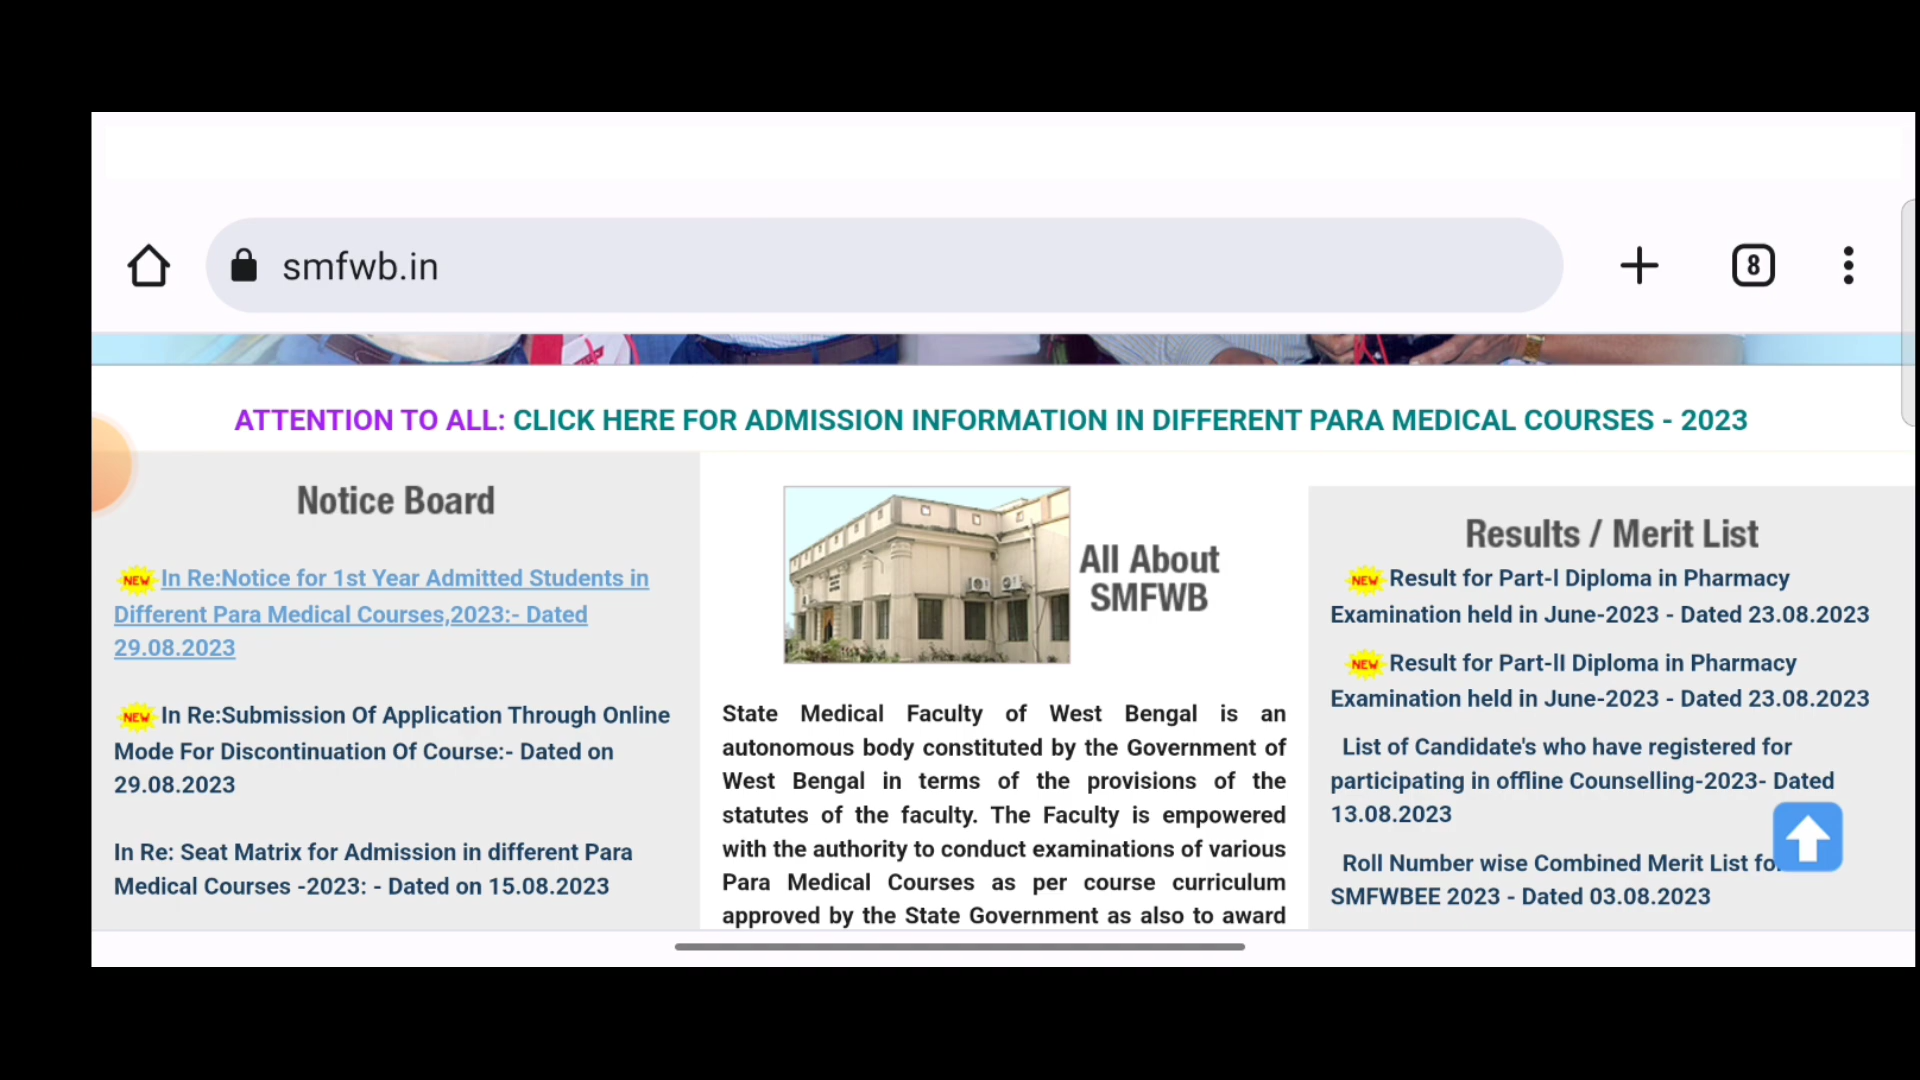 smfwb.in
8
ATTENTION TO ALL: CLICK HERE FOR ADMISSION INFORMATION IN DIFFERENT PARA MEDICAL COURSES - 2023
Notice Board
NEW In Re:Notice for 1st Year Admitted Students in
Different Para Medical Courses,2023:- Dated
29.08.2023
NEW In Re:Submission Of Application Through Online
Mode For Discontinuation Of Course:- Dated on
29.08.2023
In Re: Seat Matrix for Admission in different Para
Medical Courses -2023: - Dated on 15.08.2023
All About
SMFWB
State Medical Faculty of West Bengal is an
autonomous body constituted by the Government of
West Bengal in terms of the provisions of the
statutes of the faculty. The Faculty is empowered
with the authority to conduct examinations of various
Para Medical Courses as per course curriculum
approved by the State Government as also to award
Results / Merit List
NEW Result for Part-I Diploma in Pharmacy
Examination held in June-2023 - Dated 23.08.2023
NEW Result for Part-II Diploma in Pharmacy
Examination held in June-2023 - Dated 23.08.2023
List of Candidate's who have registered for
participating in offline Counselling-2023- Dated
13.08.2023
Roll Number wise Combined Merit List for
SMFWBEE 2023 - Dated 03.08.2023